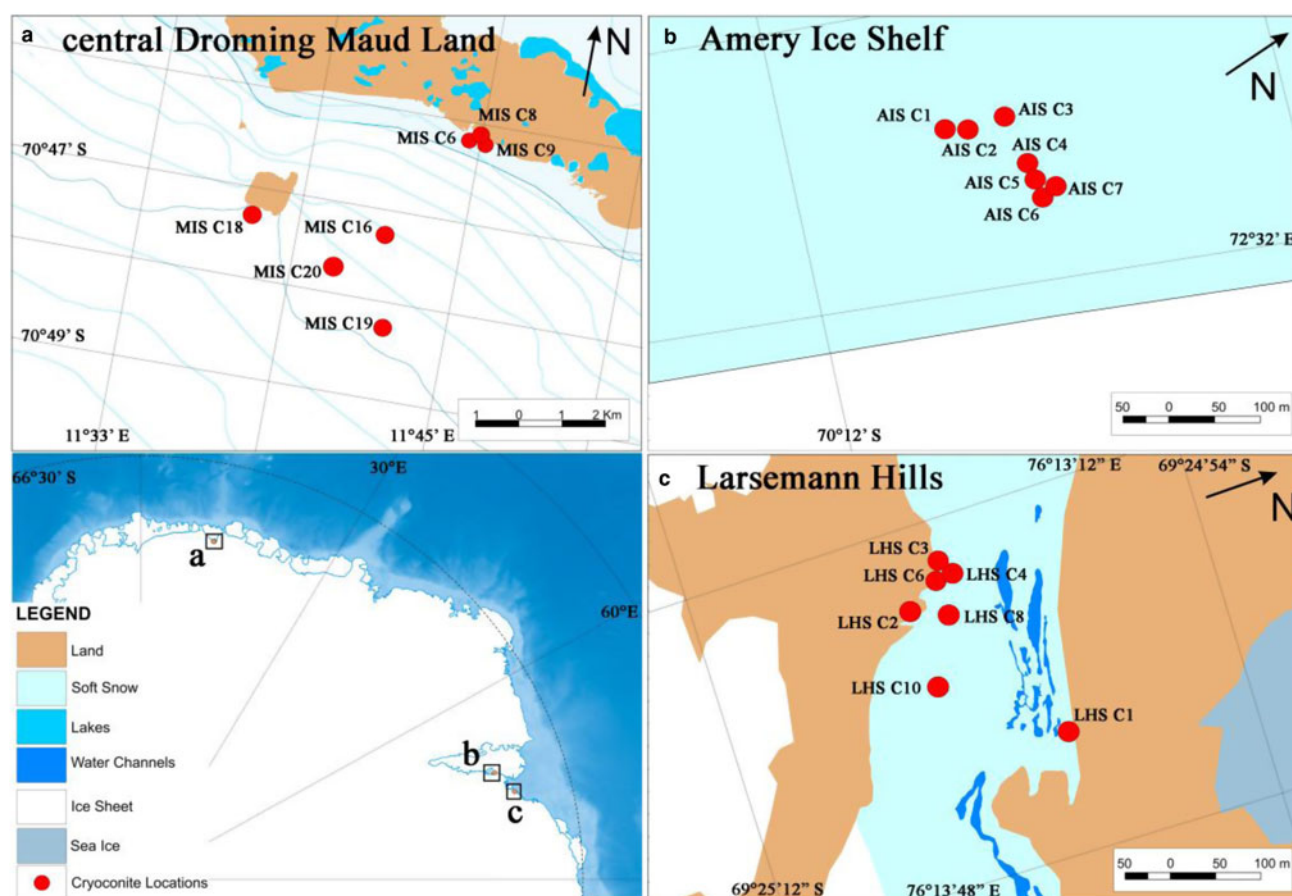 a central Dronning Maud Land
N
MIS C8
MIS C6
MIS C9
70°47' S
MIS C18
MIS C16
MIS C20
MIS C19
70°49' S
1 0 1 2 Km
11°33' E
11°45' E
b Amery Ice Shelf
N
AIS C1
AIS C3
AIS C2
AIS C4
AIS C5
AIS C7
AIS C6
72°32' E
50 0 50 100 m
70°12' S
66°30' S
30°E
a
60°E
b
c
LEGEND
Land
Soft Snow
Lakes
Water Channels
Ice Sheet
Sea Ice
Cryoconite Locations
76°13'12" E
69°24'54" S
c Larsemann Hills
N
LHS C3
LHS C6
LHS C4
LHS C2
LHS C8
LHS C10
LHS C1
50 0 50 100 m
69°25'12" S
76°13'48" E